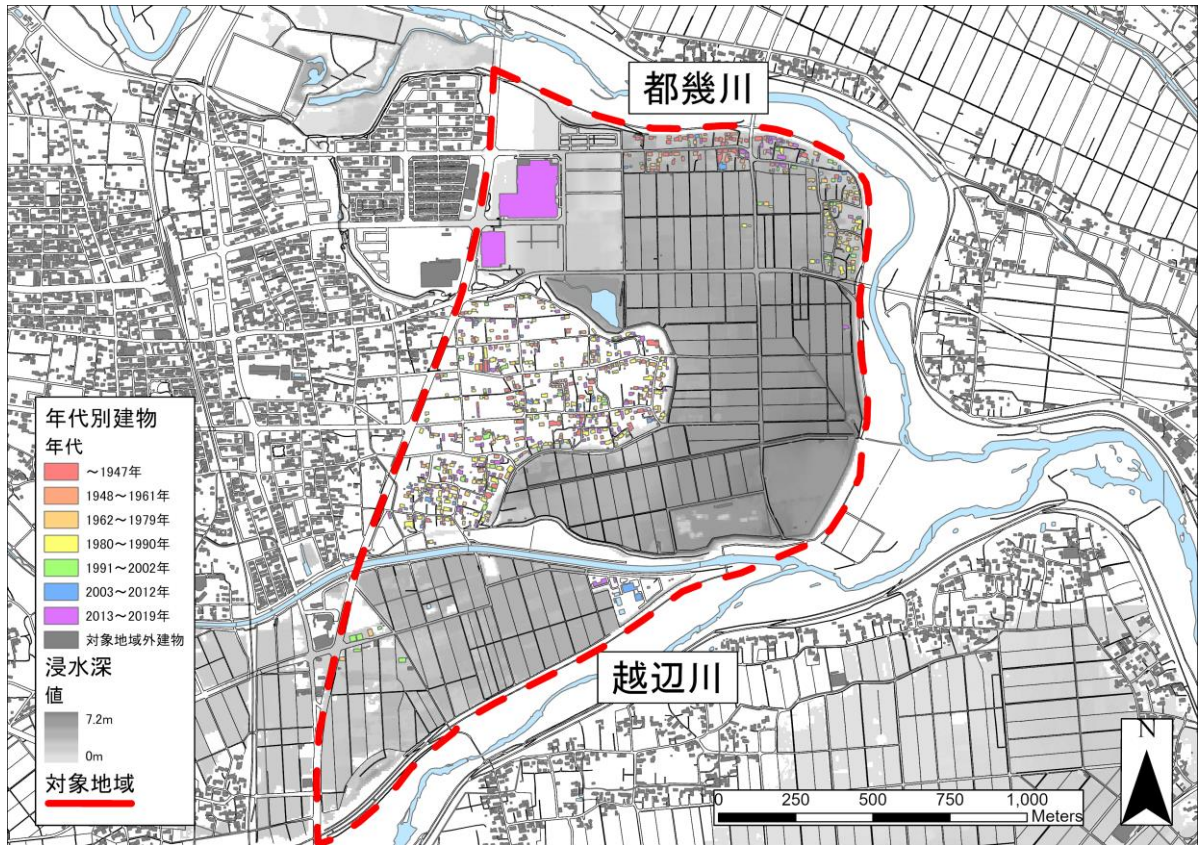 都幾川
越辺川
年代別建物
年代
～1947年
1948～1961年
1962～1979年
1980～1990年
1991～2002年
2003～2012年
2013～2019年
対象地域外建物
浸水深
値
7.2m
0m
対象地域
N
0 250 500 750 1,000
Meters